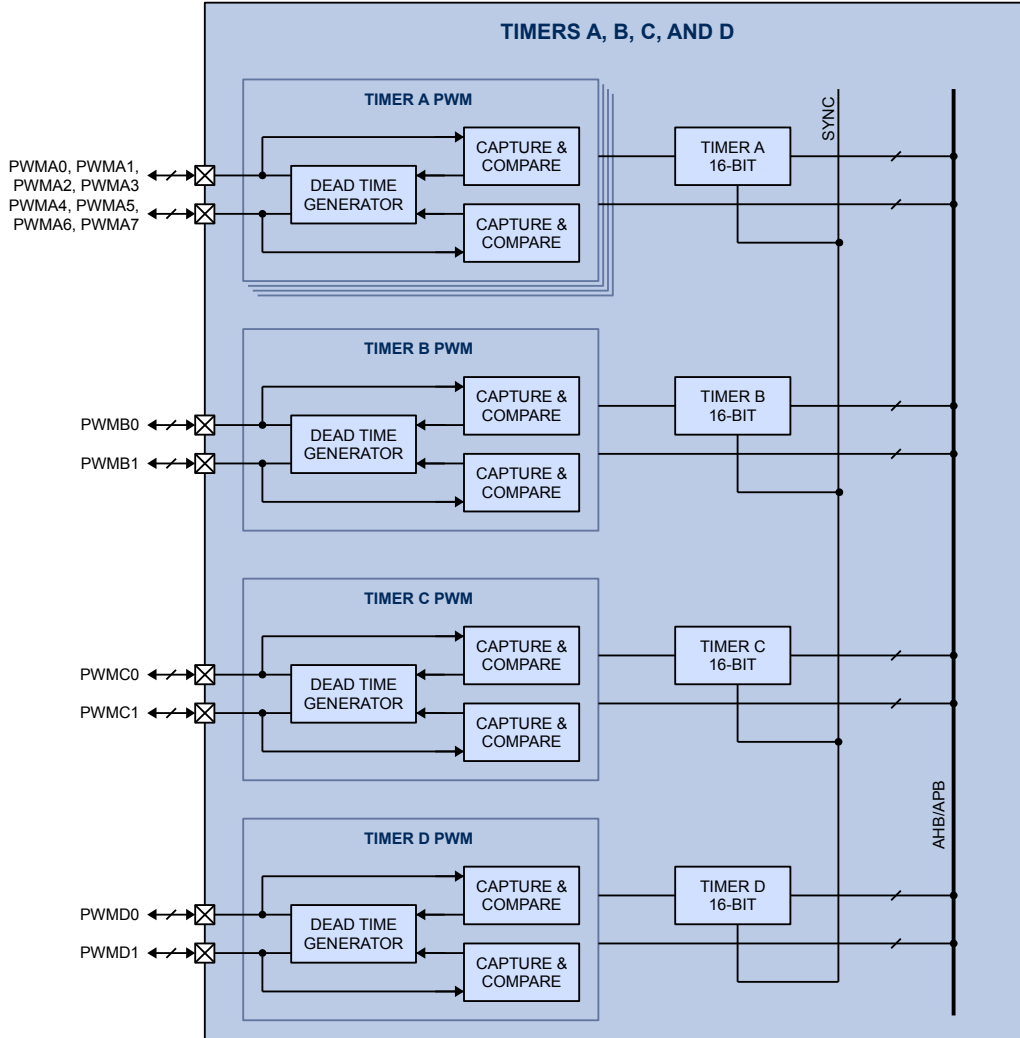 TIMERS A, B, C, AND D
TIMER A PWM
SYNC
CAPTURE &
COMPARE
TIMER A
16-BIT
PWMA0, PWMA1,
PWMA2, PWMA3
DEAD TIME
GENERATOR
PWMA4, PWMA5,
PWMA6, PWMA7
CAPTURE &
COMPARE
TIMER B PWM
CAPTURE &
COMPARE
TIMER B
16-BIT
PWMB0
DEAD TIME
GENERATOR
PWMB1
CAPTURE &
COMPARE
TIMER C PWM
CAPTURE &
COMPARE
TIMER C
16-BIT
PWMC0
DEAD TIME
GENERATOR
PWMC1
CAPTURE &
COMPARE
AHB/APB
TIMER D PWM
CAPTURE &
COMPARE
TIMER D
16-BIT
PWMD0
DEAD TIME
GENERATOR
PWMD1
CAPTURE &
COMPARE